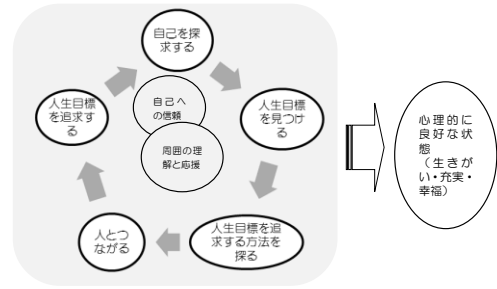 自己を探
求する
人生目標
を見つけ
る
人生目標を追
求する方法を
探る
人とつ
ながる
人生目標
を追求す
る
自己へ
の信頼
周囲の理
解と応援
心理的に
良好な状
態
（生きが
い・充実・
幸福）